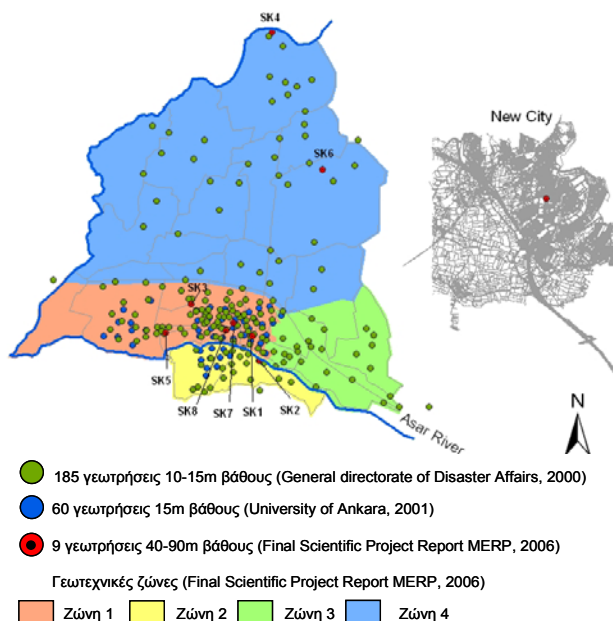 SK4
New City
SK6
SK3
SK5
SK8
SK7
SK1
SK2
Asar River
N
185 γεωτρήσεις 10-15m βάθους (General directorate of Disaster Affairs, 2000)
60 γεωτρήσεις 15m βάθους (University of Ankara, 2001)
9 γεωτρήσεις 40-90m βάθους (Final Scientific Project Report MERP, 2006)
Γεωτεχνικές ζώνες (Final Scientific Project Report MERP, 2006)
Ζώνη 1 Ζώνη 2 Ζώνη 3 Ζώνη 4